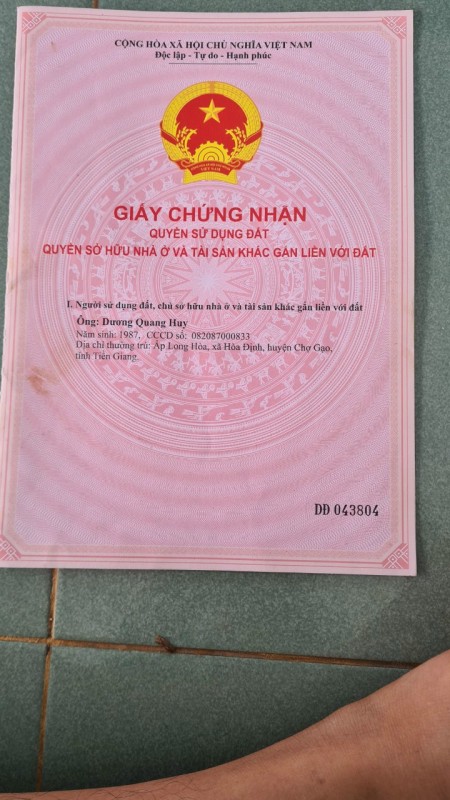 CỘNG HÒA XÃ HỘI CHỦ NGHĨA VIỆT NAM
Độc lập - Tự do - Hạnh phúc
VIỆT NAM
GIẤY CHỨNG NHẬN
QUYỀN SỬ DỤNG ĐẤT
QUYỀN SỞ HỮU NHÀ Ở VÀ TÀI SẢN KHÁC GẮN LIỀN VỚI ĐẤT
I. Người sử dụng đất, chủ sở hữu nhà ở và tài sản khác gắn liền với đất
Ông: Dương Quang Huy
Năm sinh: 1987, CCCD số: 082087000833
Địa chỉ thường trú: Ấp Long Hòa, xã Hòa Định, huyện Chợ Gạo,
tỉnh Tiền Giang.
DĐ 043804